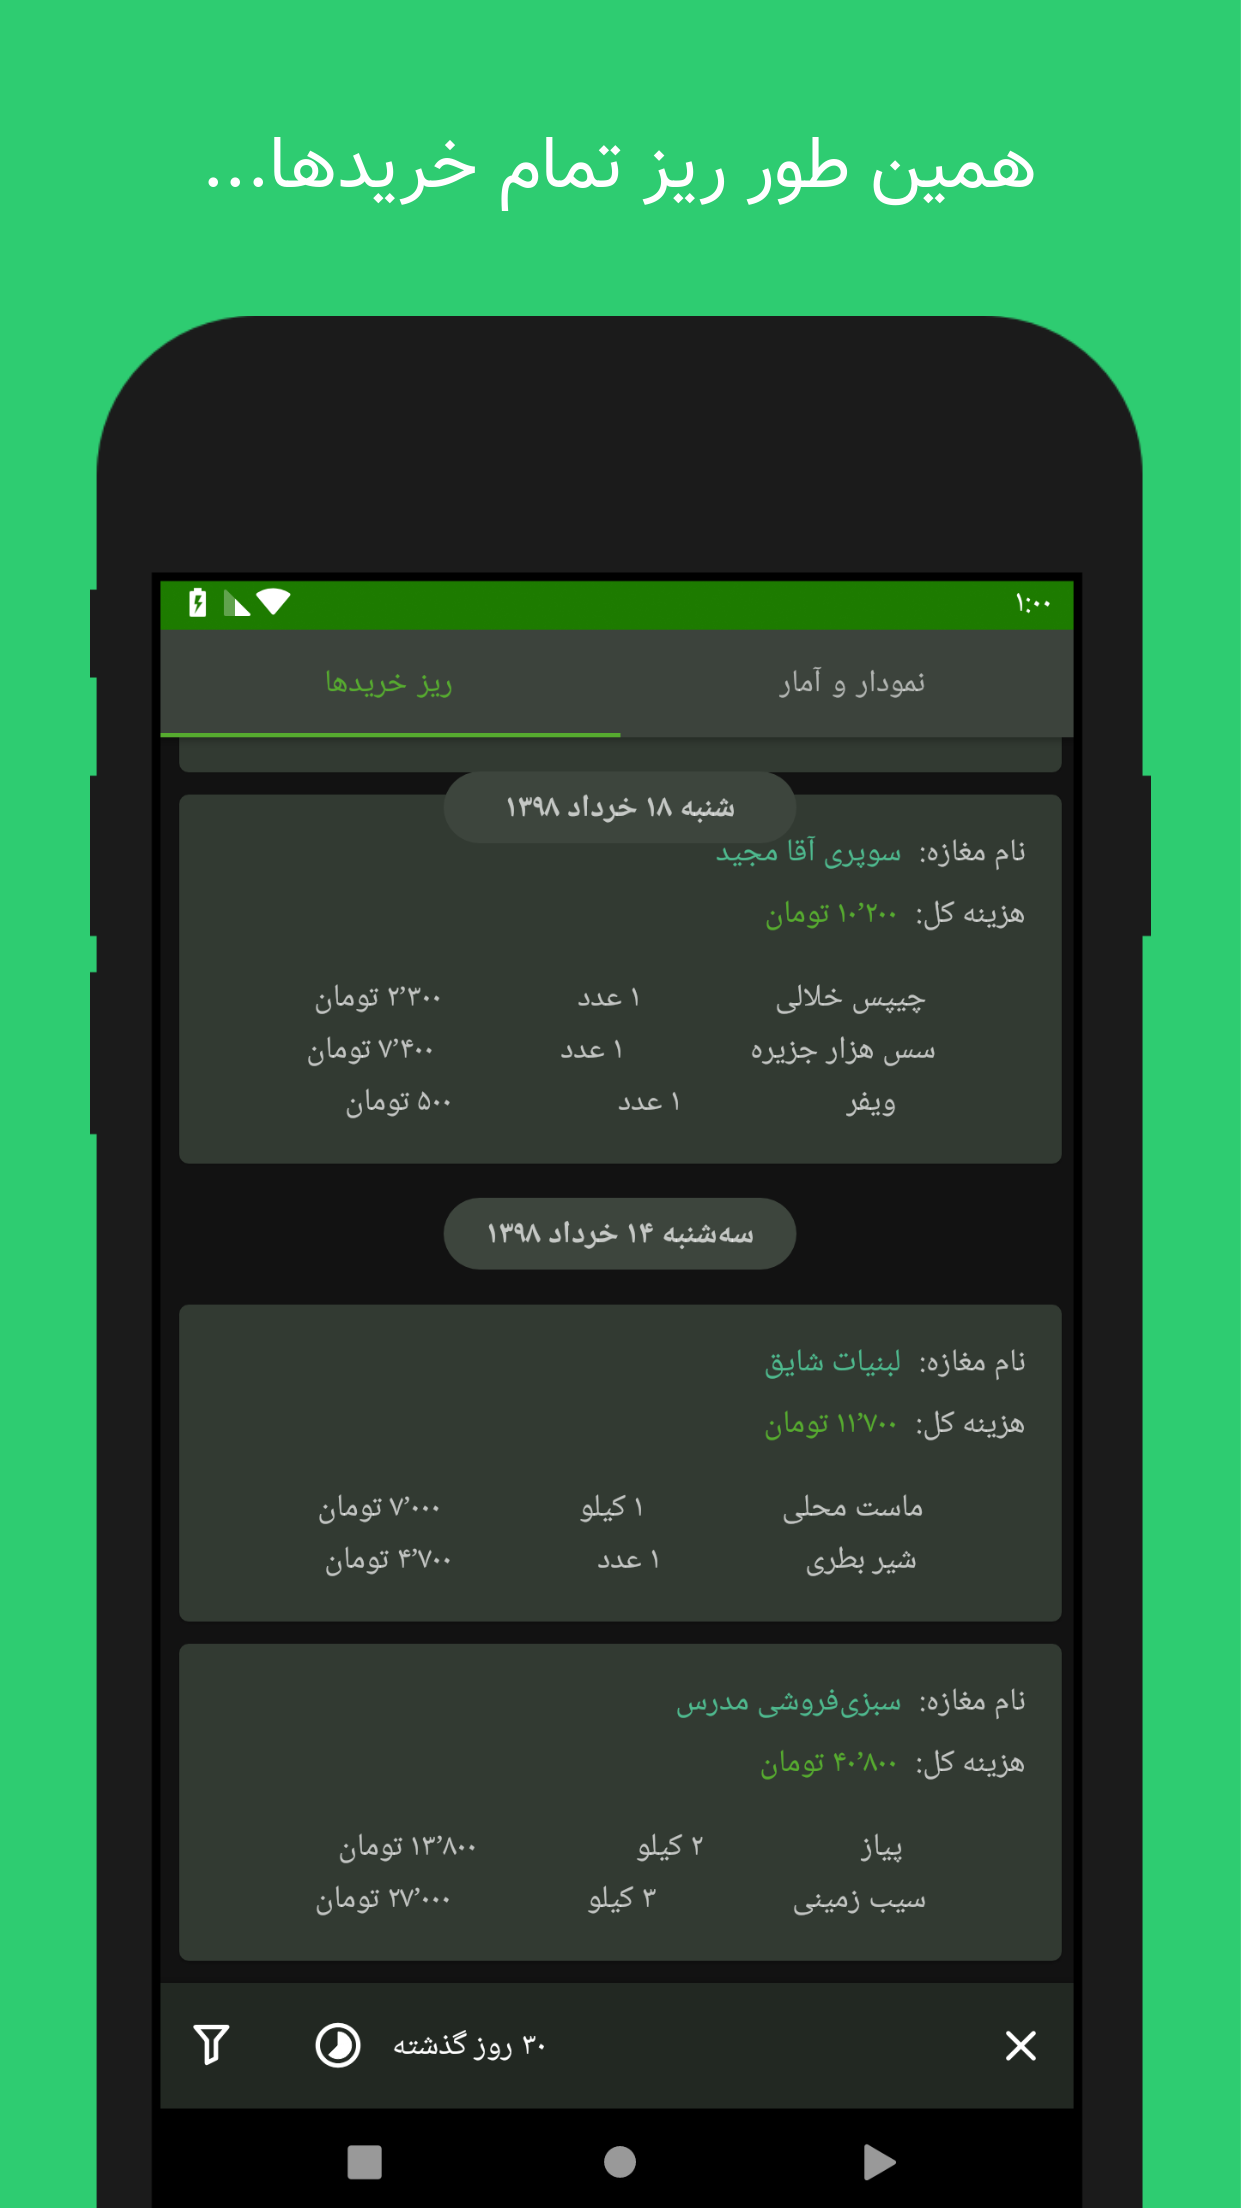 همین طور ریز تمام خریدها...
۱:۰۰
نمودار و آمار
ریز خریدها
شنبه ۱۸ خرداد ۱۳۹۸
نام مغازه: سوپری آقا مجید
هزینه کل: ۱۰٬۲۰۰ تومان
چیپس خلالی ۱ عدد ۲٬۳۰۰ تومان
سس هزار جزیره ۱ عدد ۷٬۴۰۰ تومان
ویفر ۱ عدد ۵۰۰ تومان
سه‌شنبه ۱۴ خرداد ۱۳۹۸
نام مغازه: لبنیات شایق
هزینه کل: ۱۱٬۷۰۰ تومان
ماست محلی ۱ کیلو ۷٬۰۰۰ تومان
شیر بطری ۱ عدد ۴٬۷۰۰ تومان
نام مغازه: سبزی‌فروشی مدرس
هزینه کل: ۴۰٬۸۰۰ تومان
پیاز ۲ کیلو ۱۳٬۸۰۰ تومان
سیب زمینی ۳ کیلو ۲۷٬۰۰۰ تومان
۳۰ روز گذشته